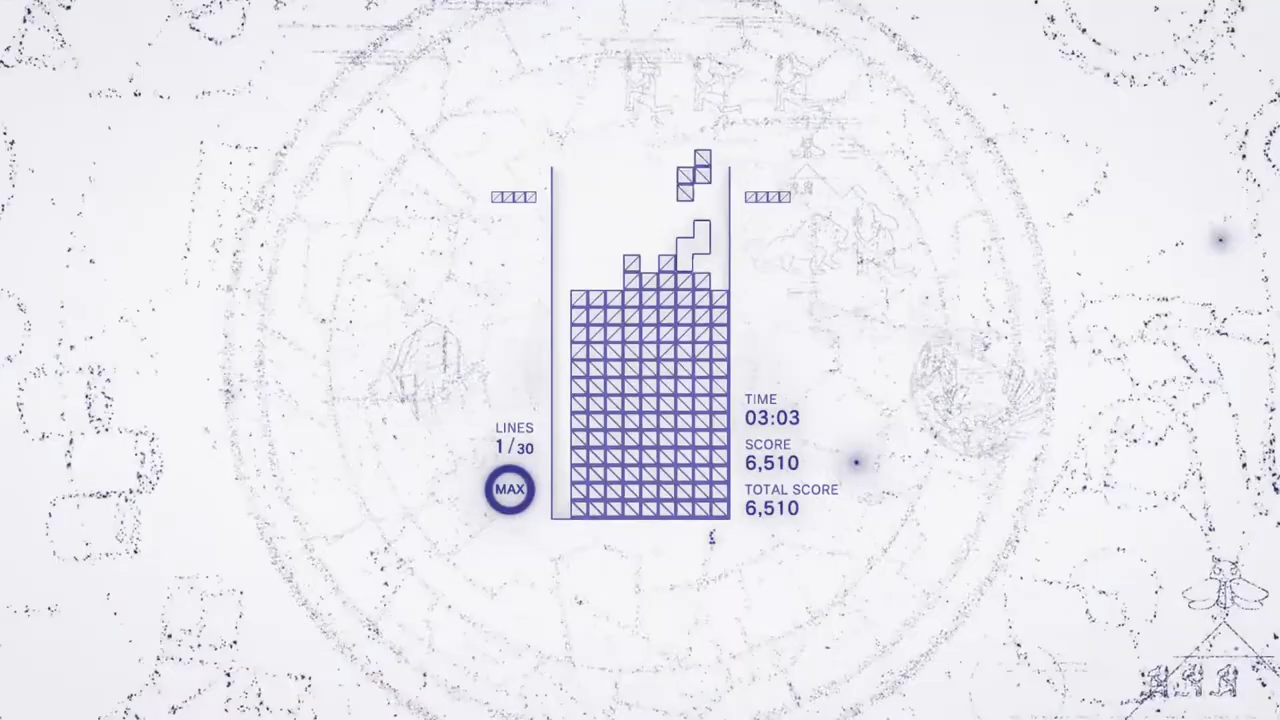 LINES
1/30
MAX
TIME
03:03
SCORE
6,510
TOTAL SCORE
6,510